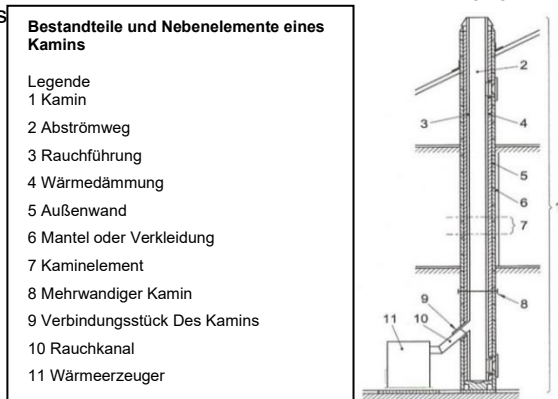 s
Bestandteile und Nebenelemente eines
Kamins
Legende
1 Kamin
2 Abströmweg
3 Rauchführung
4 Wärmedämmung
5 Außenwand
6 Mantel oder Verkleidung
7 Kaminelement
8 Mehrwandiger Kamin
9 Verbindungsstück Des Kamins
10 Rauchkanal
11 Wärmeerzeuger
2
3
4
5
6
1
7
8
9
10
11